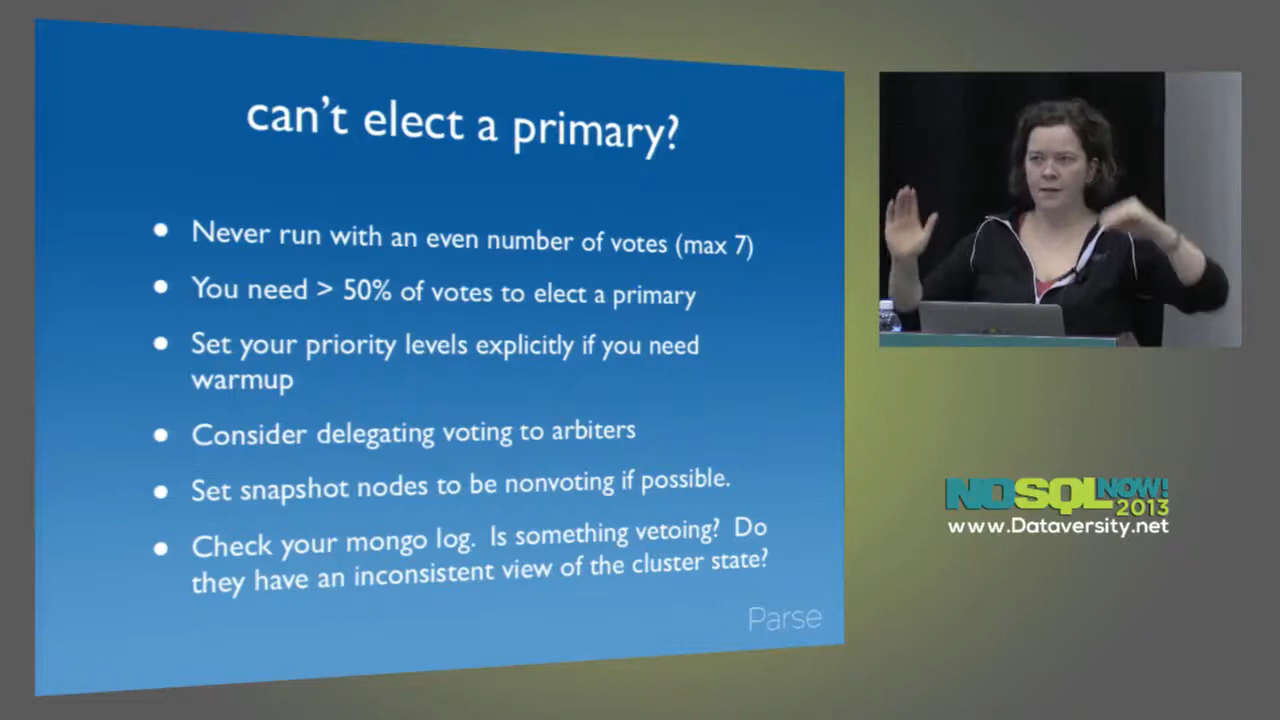 can't elect a primary?
Never run with an even number of votes (max 7)
You need > 50% of votes to elect a primary
Set your priority levels explicitly if you need
warmup
Consider delegating voting to arbiters
Set snapshot nodes to be nonvoting if possible.
Check your mongo log. Is something vetoing? Do
they have an inconsistent view of the cluster state?
Parse
NOSQL NOW!
2013
www.Dataversity.net